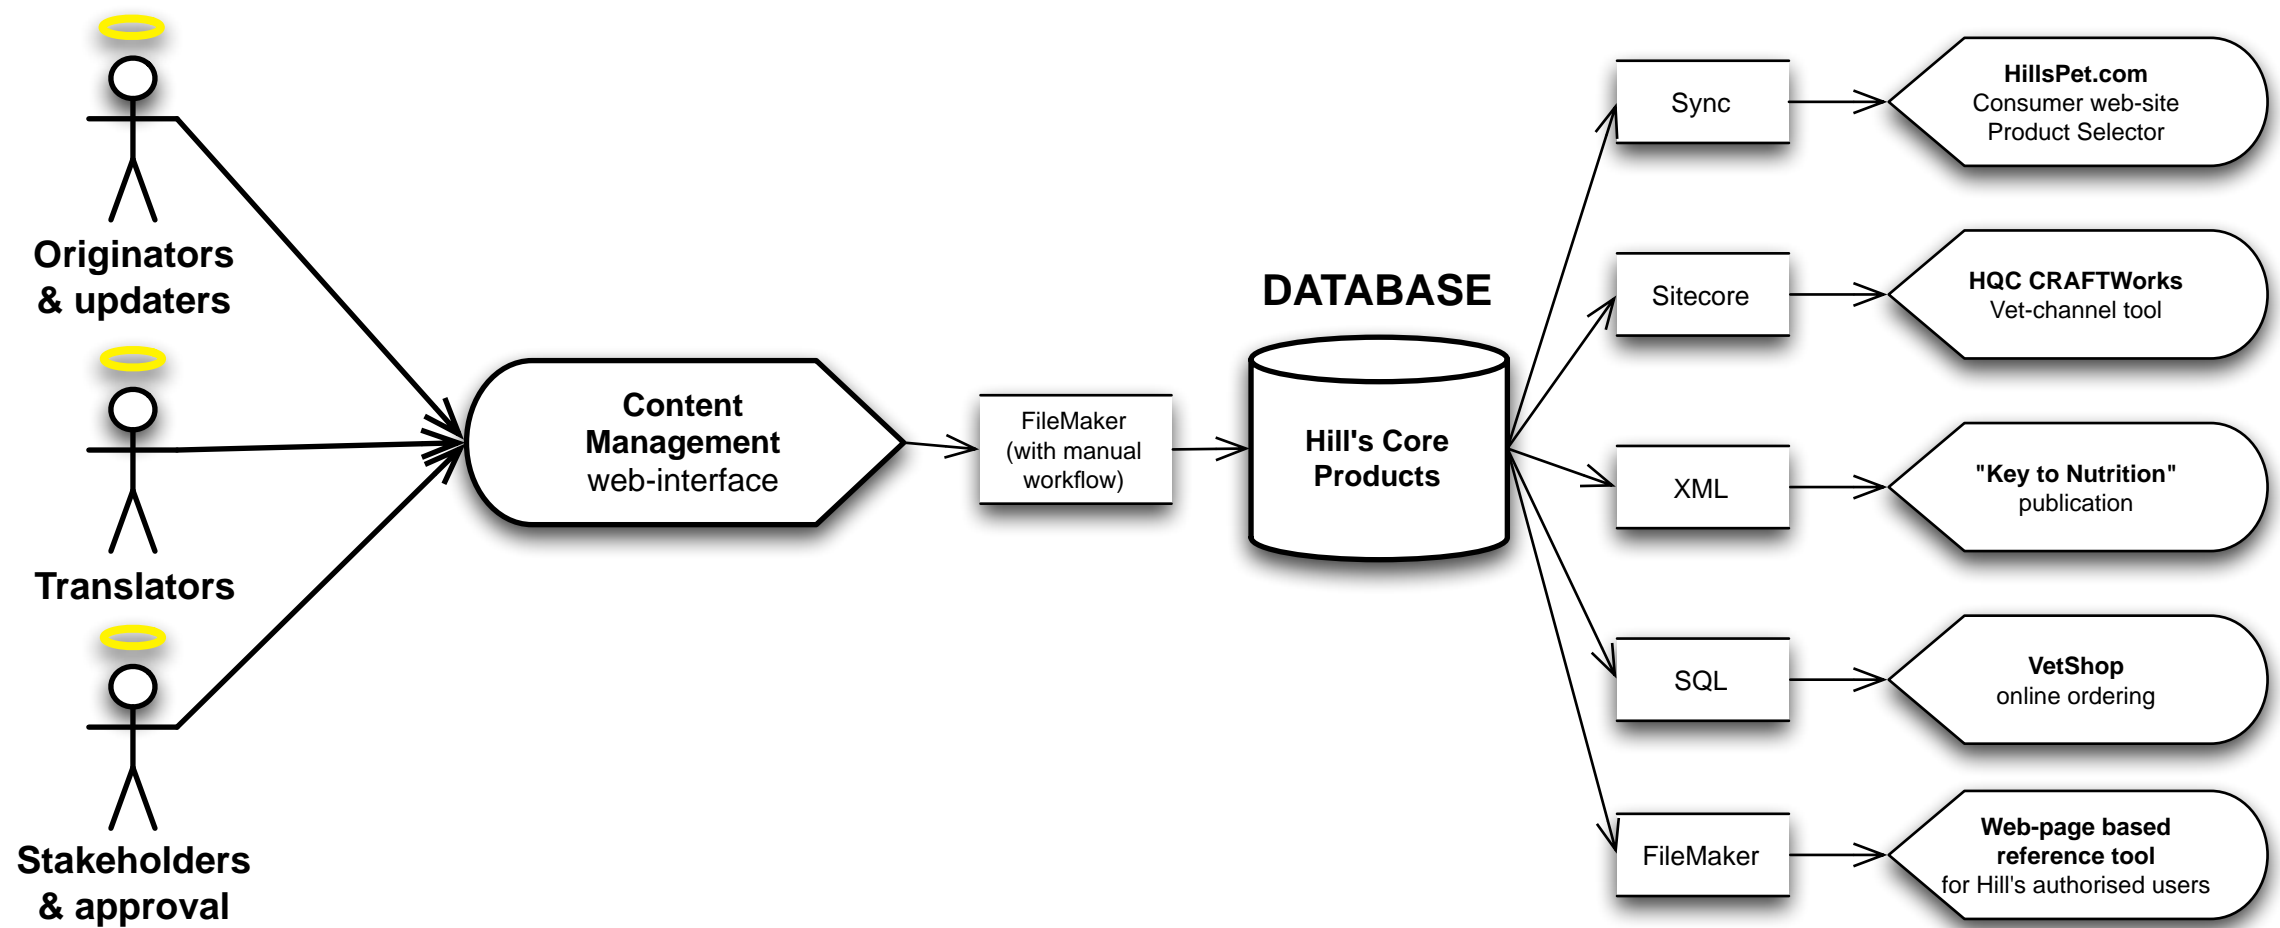 Originators
& updaters
Translators
Stakeholders
& approval
Content
Management
web-interface
FileMaker
(with manual
workflow)
DATABASE
Hill's Core
Products
Sync
HillsPet.com
Consumer web-site
Product Selector
Sitecore
HQC CRAFTWorks
Vet-channel tool
XML
"Key to Nutrition"
publication
SQL
VetShop
online ordering
FileMaker
Web-page based
reference tool
for Hill's authorised users